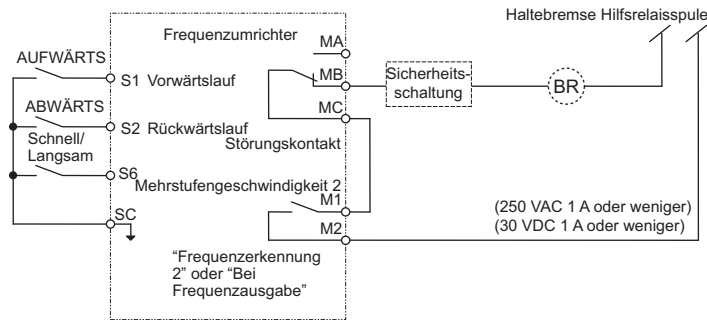 Haltebremse Hilfsrelaisspule
Frequenzumrichter
MA
AUFWÄRTS
S1 Vorwärtslauf
MB
Sicherheits-
schaltung
BR
ABWÄRTS
MC
S2 Rückwärtslauf
Störungskontakt
Schnell/
Langsam
S6
Mehrstufengeschwindigkeit 2
M1
SC
M2
(250 VAC 1 A oder weniger)
(30 VDC 1 A oder weniger)
“Frequenzerkennung
2” oder “Bei
Frequenzausgabe”